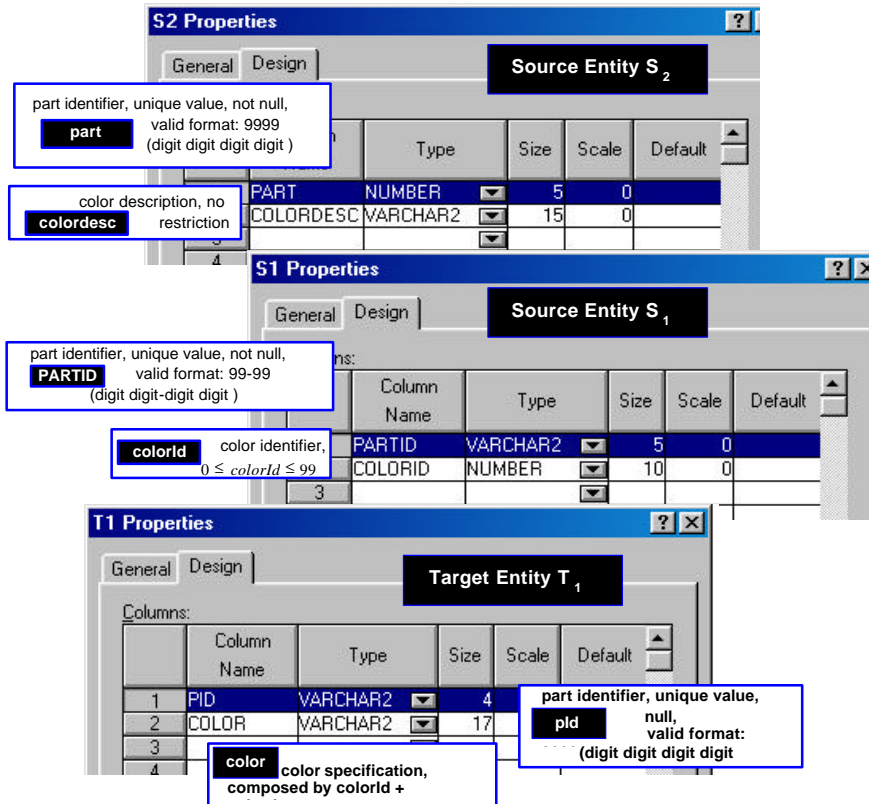 S2 Properties ?
General Design
Source Entity S 2
part identifier, unique value, not null,
part valid format: 9999
(digit digit digit digit )
Type Size Scale Default
PART NUMBER 5 0
COLORDESC VARCHAR2 15 0
color description, no
colordesc restriction
4
S1 Properties ? X
General Design
Source Entity S 1
part identifier, unique value, not null,
PARTID valid format: 99-99
(digit digit-digit digit )
Column Name Type Size Scale Default
PARTID VARCHAR2 5 0
COLORID NUMBER 10 0
3
colorId color identifier,
0 ≤ colorId ≤ 99
T1 Properties ? X
General Design
Target Entity T 1
Columns:
Column Name Type Size Scale Default
1 PID VARCHAR2 4
2 COLOR VARCHAR2 17
3
4
part identifier, unique value,
pId null,
valid format:
(digit digit digit digit
color color specification,
composed by colorId +